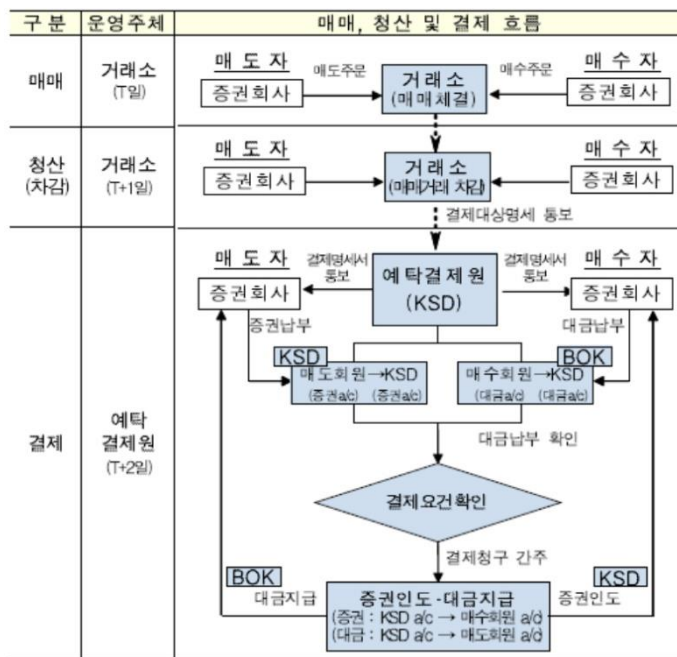 구 분 운영주체 매매, 청산 및 결제 흐름
매매
거래소
(T일)
매 도 자
증권회사
매도주문
거 래 소
(매 매 체 결)
매수주문
매 수 자
증권회사
청산
(차감)
거래소
(T+1일)
매 도 자
증권회사
거 래 소
(매매거래 차감)
매 수 자
증권회사
결제대상명세 통보
결제
예탁
결제원
(T+2일)
매 도 자
증권회사
결제명세서
통보
예 탁 결 제 원
(KSD)
결제명세서
통보
매 수 자
증권회사
증권납부
대금납부
KSD
매 도 회 원→KSD
(증권a/c) (증권a/c)
BOK
매 수 회 원→KSD
(대금a/c) (대금a/c)
대금납부 확인
결제요건확인
결제청구 간주
BOK
대금지급
KSD
증권인도
증권인도-대금지급
(증권 : KSD a/c → 매수회원 a/c)
(대금 : KSD a/c → 매도회원 a/c)